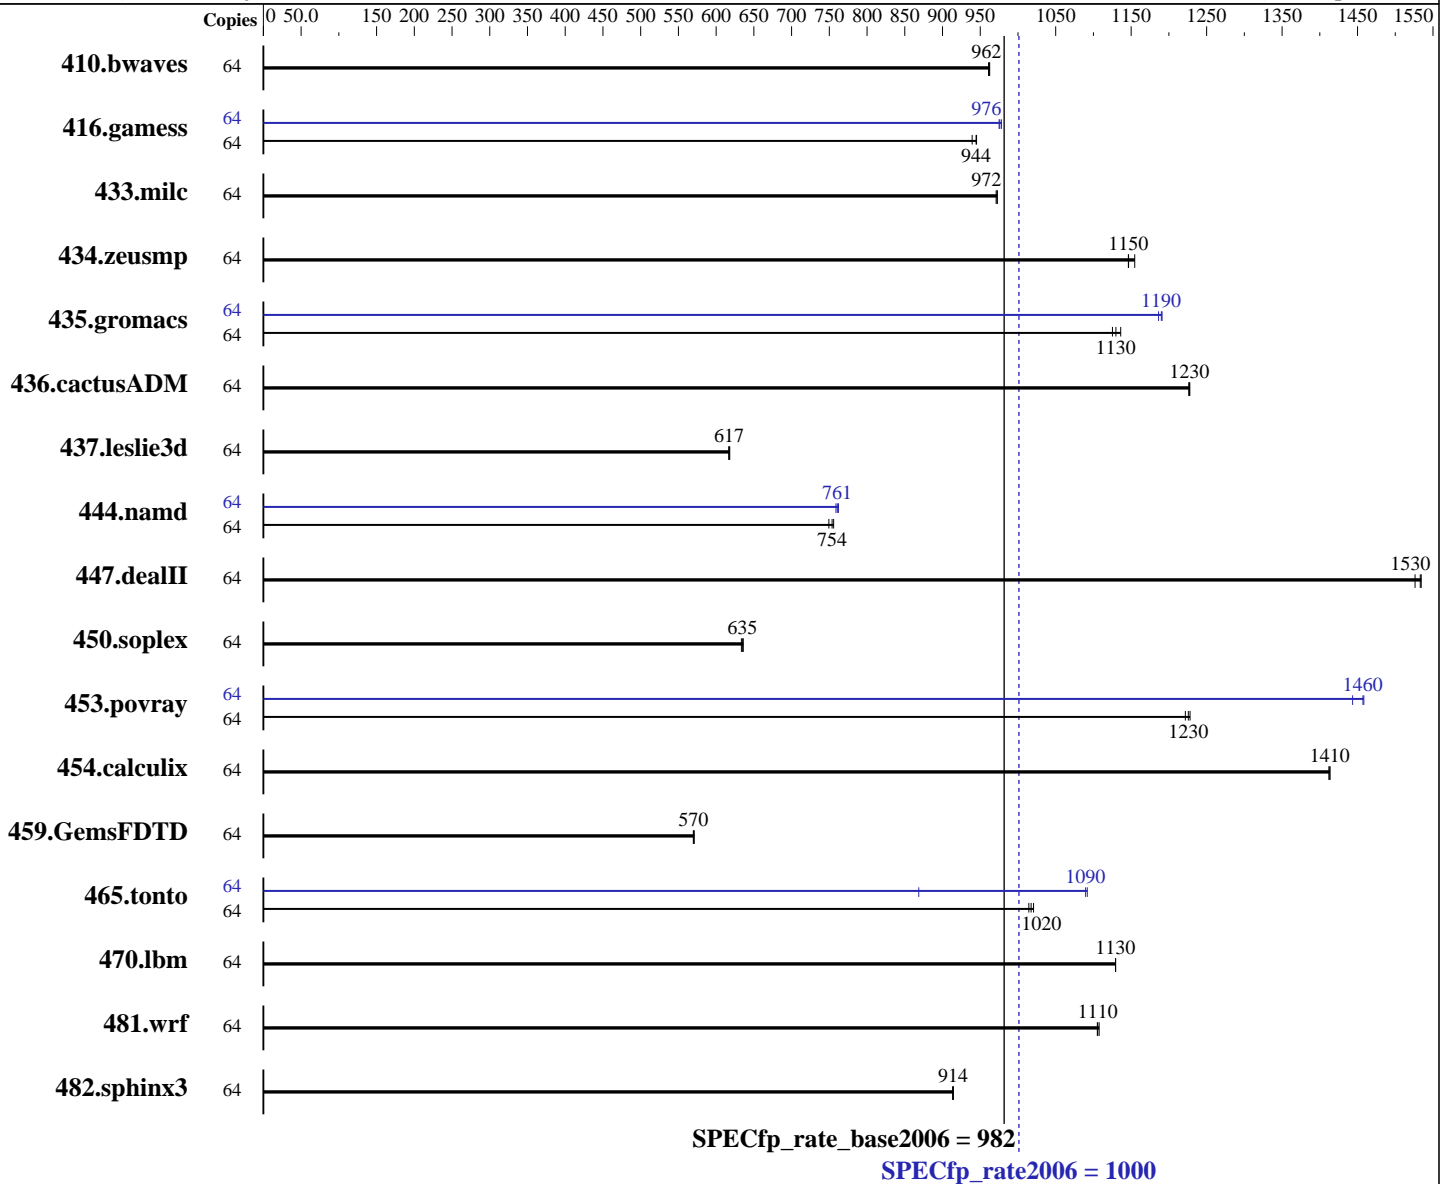 Copies 0 50.0 150 200 250 300 350 400 450 500 550 600 650 700 750 800 850 900 950 1050 1150 1250 1350 1450 1550
962
410.bwaves 64
976
416.gamess 64
64
944
972
433.milc 64
1150
434.zeusmp 64
1190
435.gromacs 64
64
1130
1230
436.cactusADM 64
617
437.leslie3d 64
761
444.namd 64
64
754
1530
447.dealII 64
635
450.soplex 64
1460
453.povray 64
64
1230
1410
454.calculix 64
570
459.GemsFDTD 64
1090
465.tonto 64
64
1020
1130
470.lbm 64
1110
481.wrf 64
914
482.sphinx3 64
SPECfp_rate_base2006 = 982
SPECfp_rate2006 = 1000